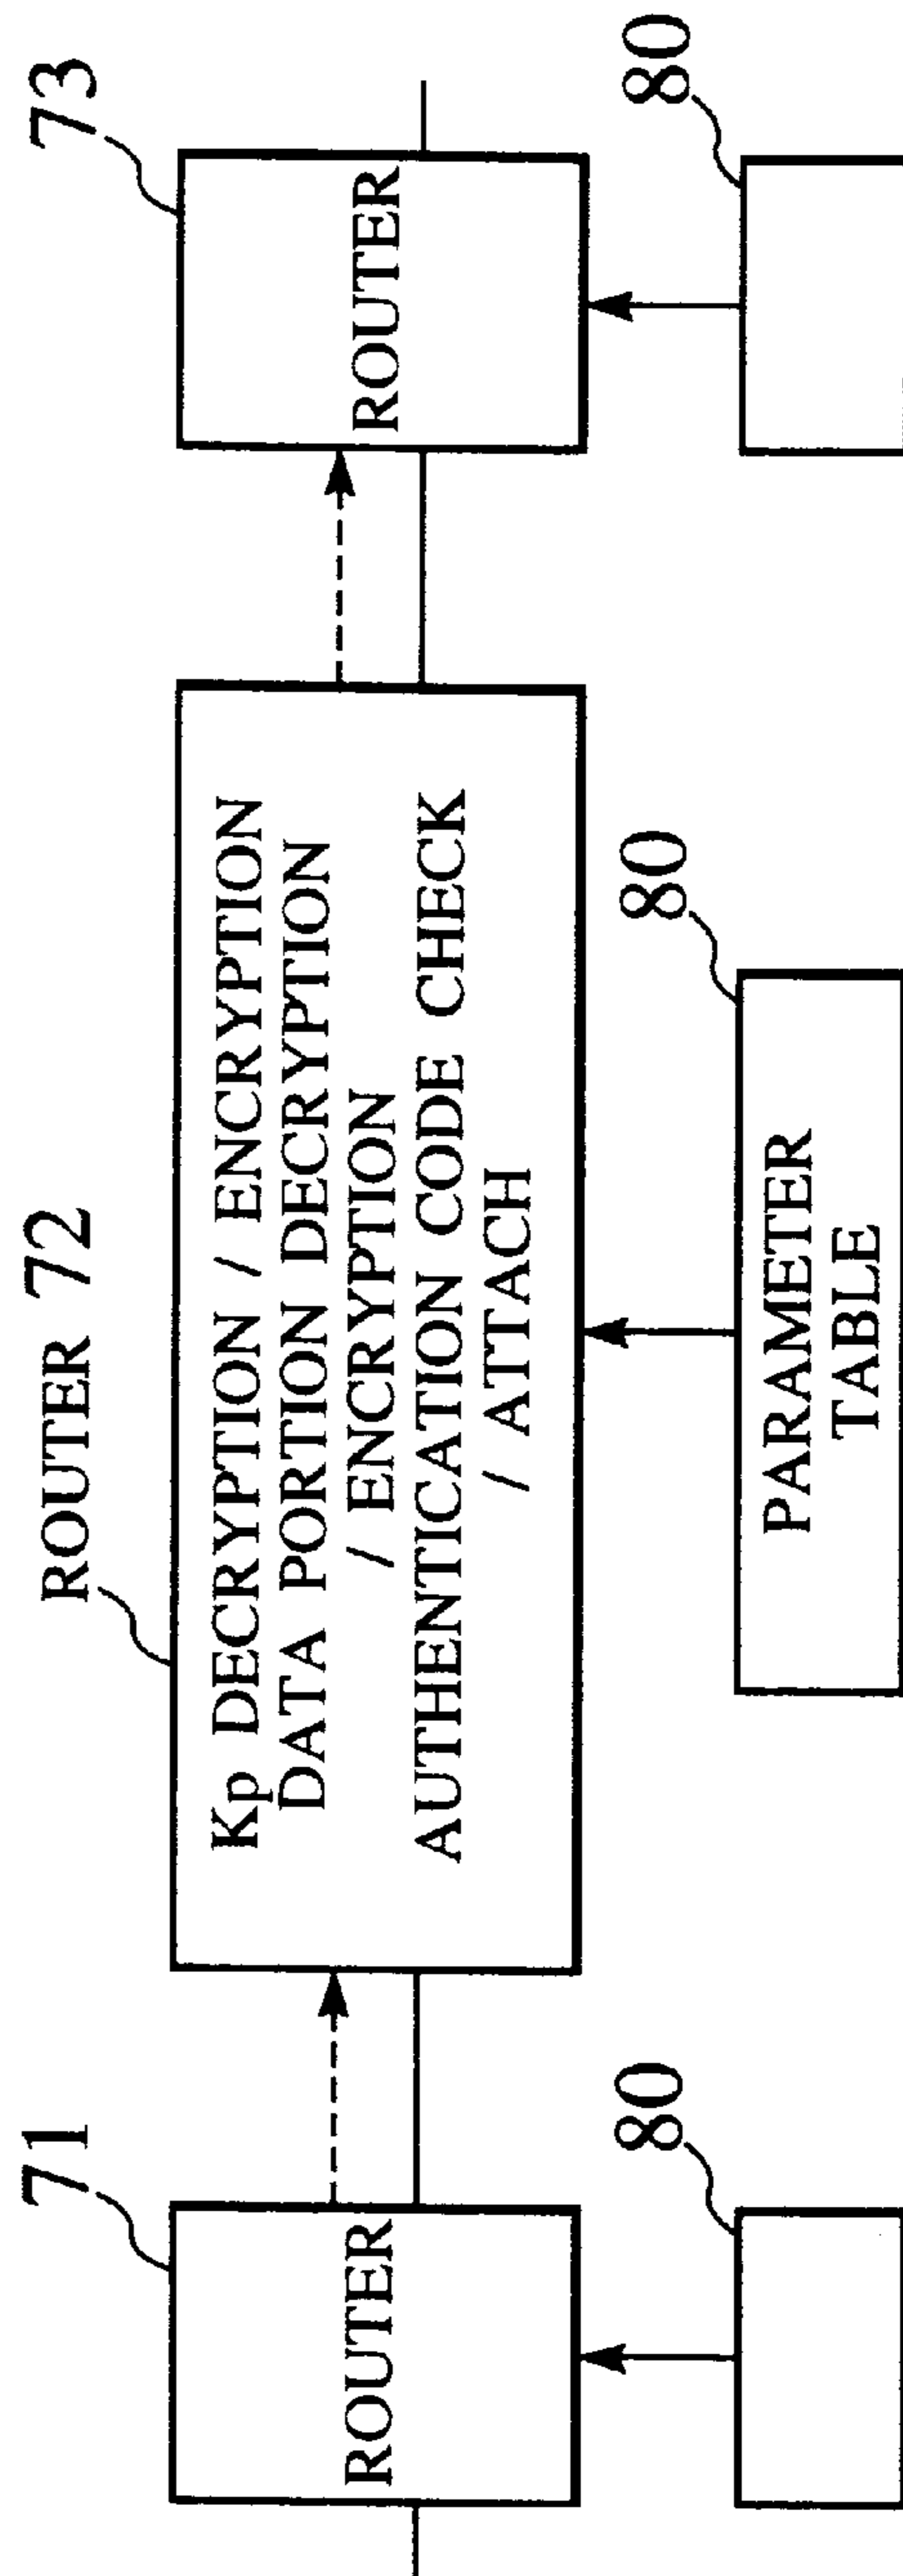 71
ROUTER
80
ROUTER 72
Kp DECRYPTION / ENCRYPTION
DATA PORTION DECRYPTION
/ ENCRYPTION
AUTHENTICATION CODE CHECK
/ ATTACH
80
PARAMETER
TABLE
73
ROUTER
80